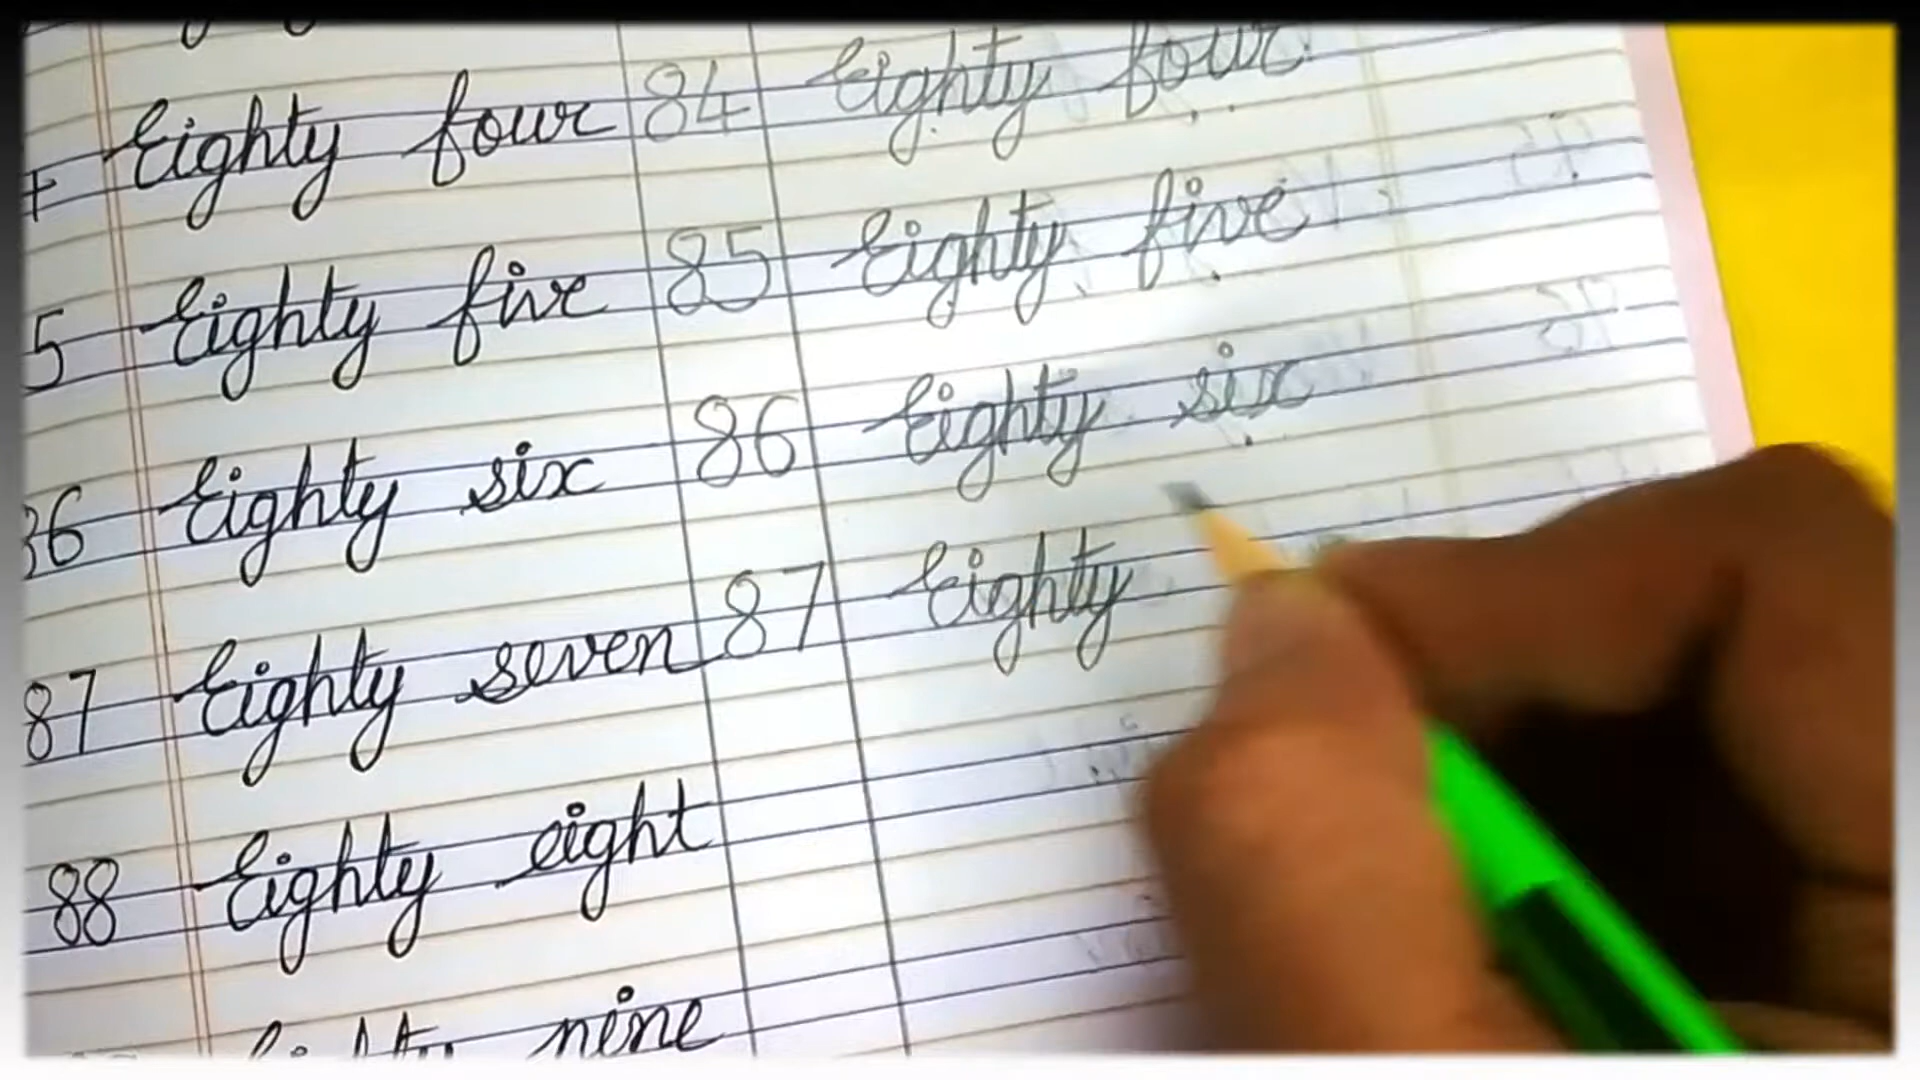 Eighty four 84 Eighty four
5 Eighty five 85 Eighty five
36 Eighty six 86 Eighty six
87 Eighty seven 87 Eighty
88 Eighty eight
nine